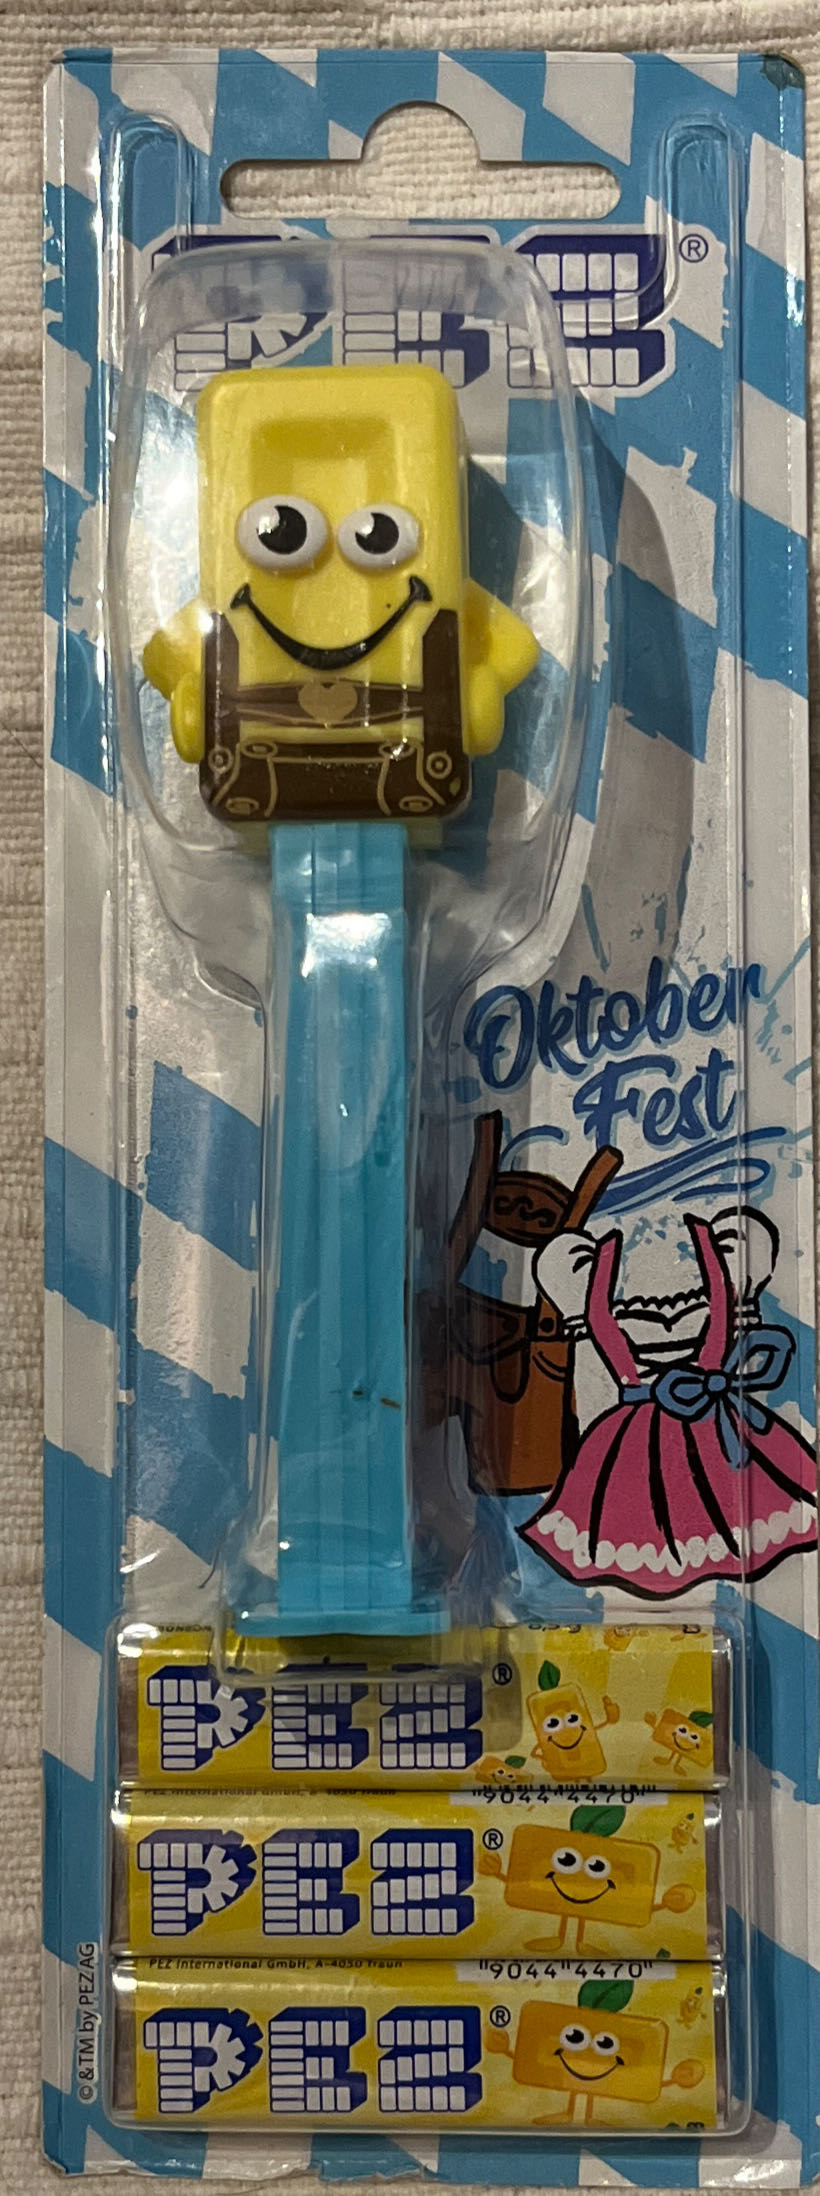 PEZ®
Oktober
Fest
PEZ®
PEZ International GmbH, A-4050 Traun
"9044"4470"
PEZ®
PEZ International GmbH, A-4050 Traun
"9044"4470"
PEZ®
© & TM by PEZ AG